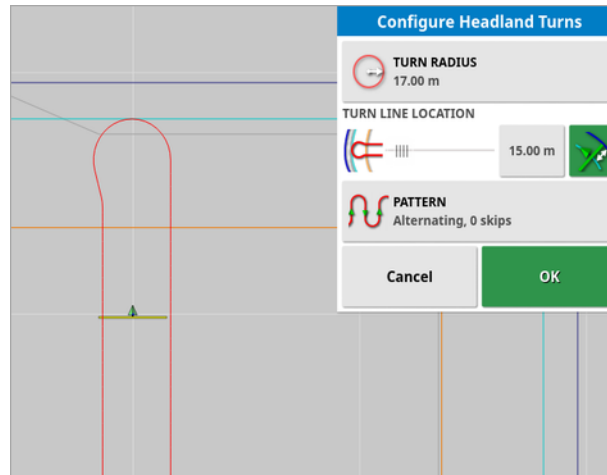 Configure Headland Turns
TURN RADIUS
17.00 m
TURN LINE LOCATION
15.00 m
PATTERN
Alternating, 0 skips
Cancel
OK